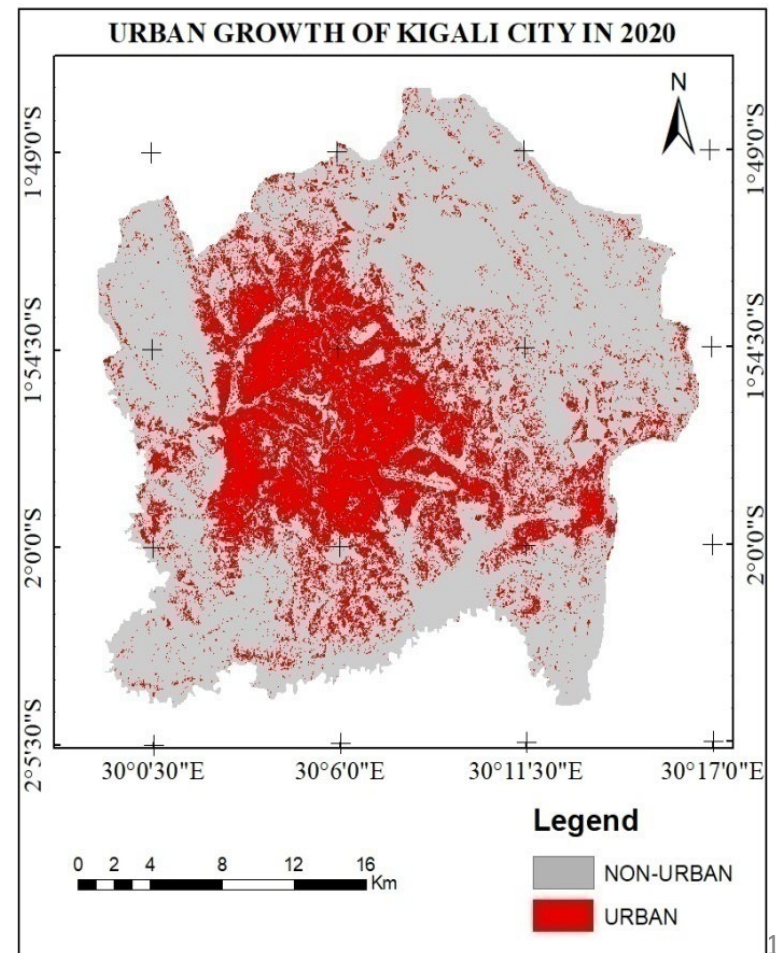 URBAN GROWTH OF KIGALI CITY IN 2020
N
1°49'0"S
1°49'0"S
1°54'30"S
1°54'30"S
2°0'0"S
2°0'0"S
2°5'30"S
30°0'30"E
30°6'0"E
30°11'30"E
30°17'0"E
Legend
0 2 4 8 12 16
Km
NON-URBAN
URBAN
1